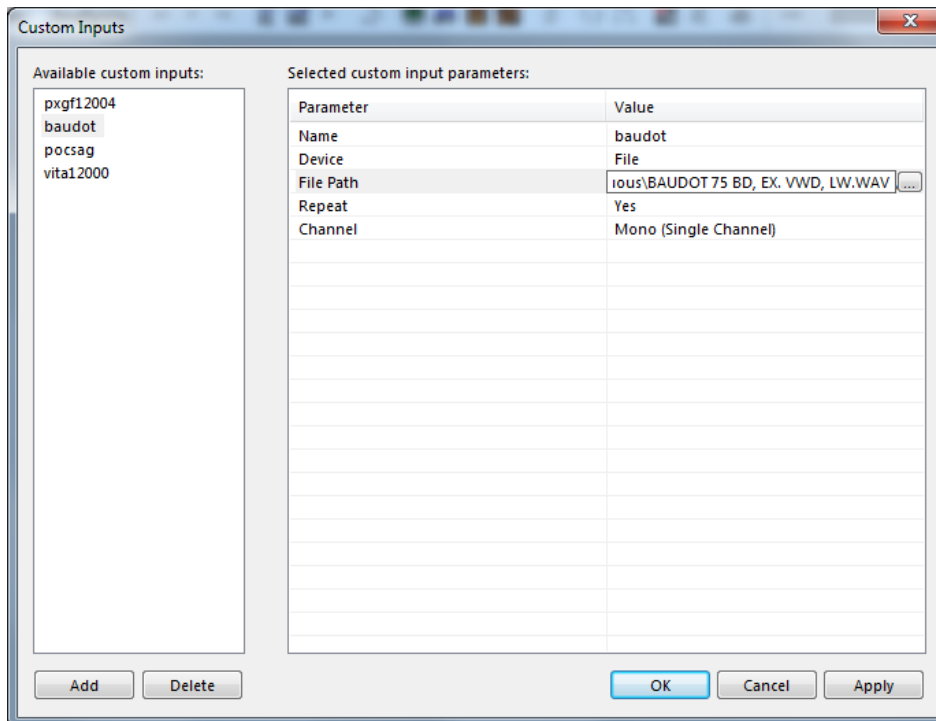 Custom Inputs
Available custom inputs:
pxgf12004
baudot
pocsag
vita12000
Selected custom input parameters:
Parameter Value
Name baudot
Device File
File Path ious\BAUDOT 75 BD, EX. VWD, LW.WAV ...
Repeat Yes
Channel Mono (Single Channel)
Add Delete OK Cancel Apply